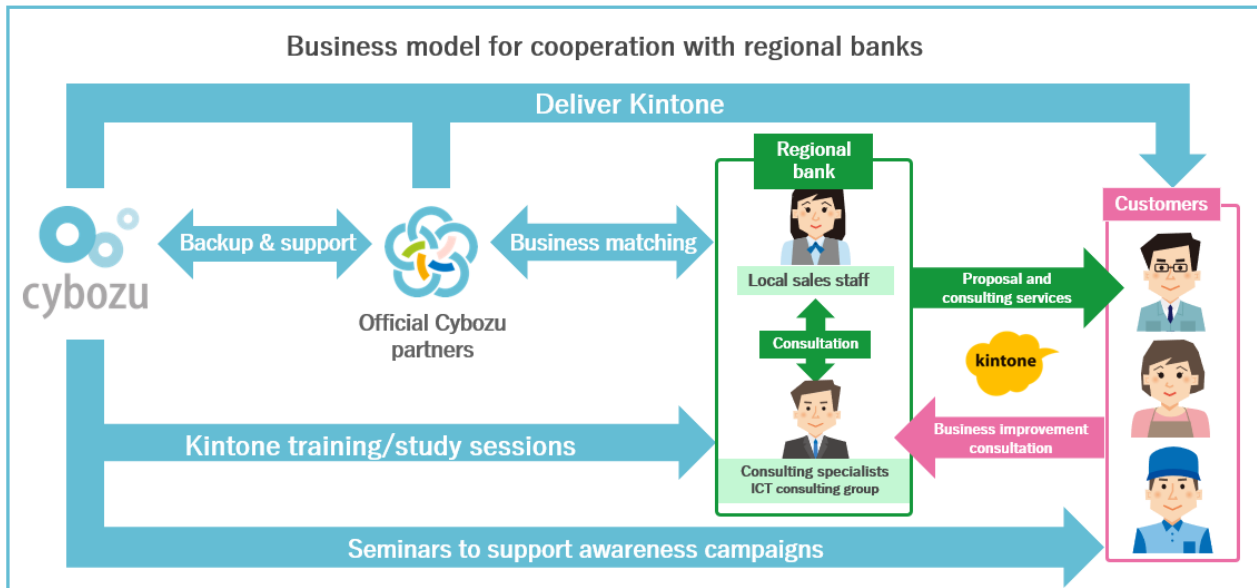 Business model for cooperation with regional banks
Deliver Kintone
Regional
bank
Customers
cybozu
Backup & support
Business matching
Official Cybozu
partners
Local sales staff
Proposal and
consulting services
Consultation
kintone
Kintone training/study sessions
Business improvement
consultation
Consulting specialists
ICT consulting group
Seminars to support awareness campaigns